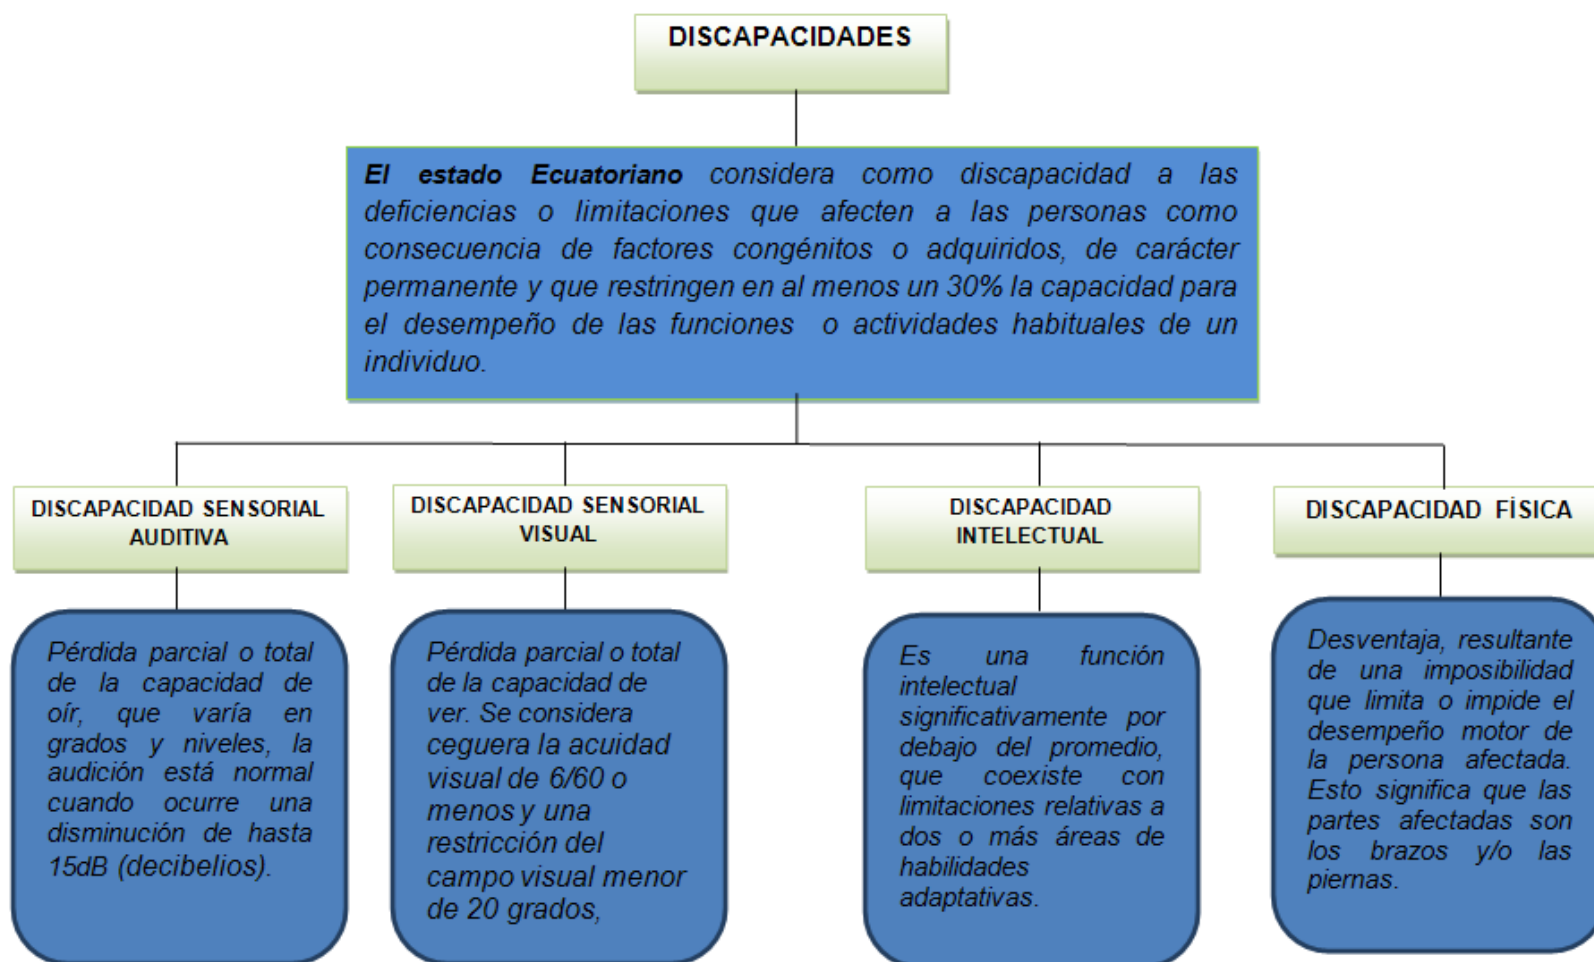 DISCAPACIDADES
El estado Ecuatoriano considera como discapacidad a las
deficiencias o limitaciones que afecten a las personas como
consecuencia de factores congénitos o adquiridos, de carácter
permanente y que restringen en al menos un 30% la capacidad para
el desempeño de las funciones o actividades habituales de un
individuo.
DISCAPACIDAD SENSORIAL
AUDITIVA
Pérdida parcial o total
de la capacidad de
oír, que varía en
grados y niveles, la
audición está normal
cuando ocurre una
disminución de hasta
15dB (decibelios).
DISCAPACIDAD SENSORIAL
VISUAL
Pérdida parcial o total
de la capacidad de
ver. Se considera
ceguera la acuidad
visual de 6/60 o
menos y una
restricción del
campo visual menor
de 20 grados,
DISCAPACIDAD
INTELECTUAL
Es una función
intelectual
significativamente por
debajo del promedio,
que coexiste con
limitaciones relativas a
dos o más áreas de
habilidades
adaptativas.
DISCAPACIDAD FÍSICA
Desventaja, resultante
de una imposibilidad
que limita o impide el
desempeño motor de
la persona afectada.
Esto significa que las
partes afectadas son
los brazos y/o las
piernas.